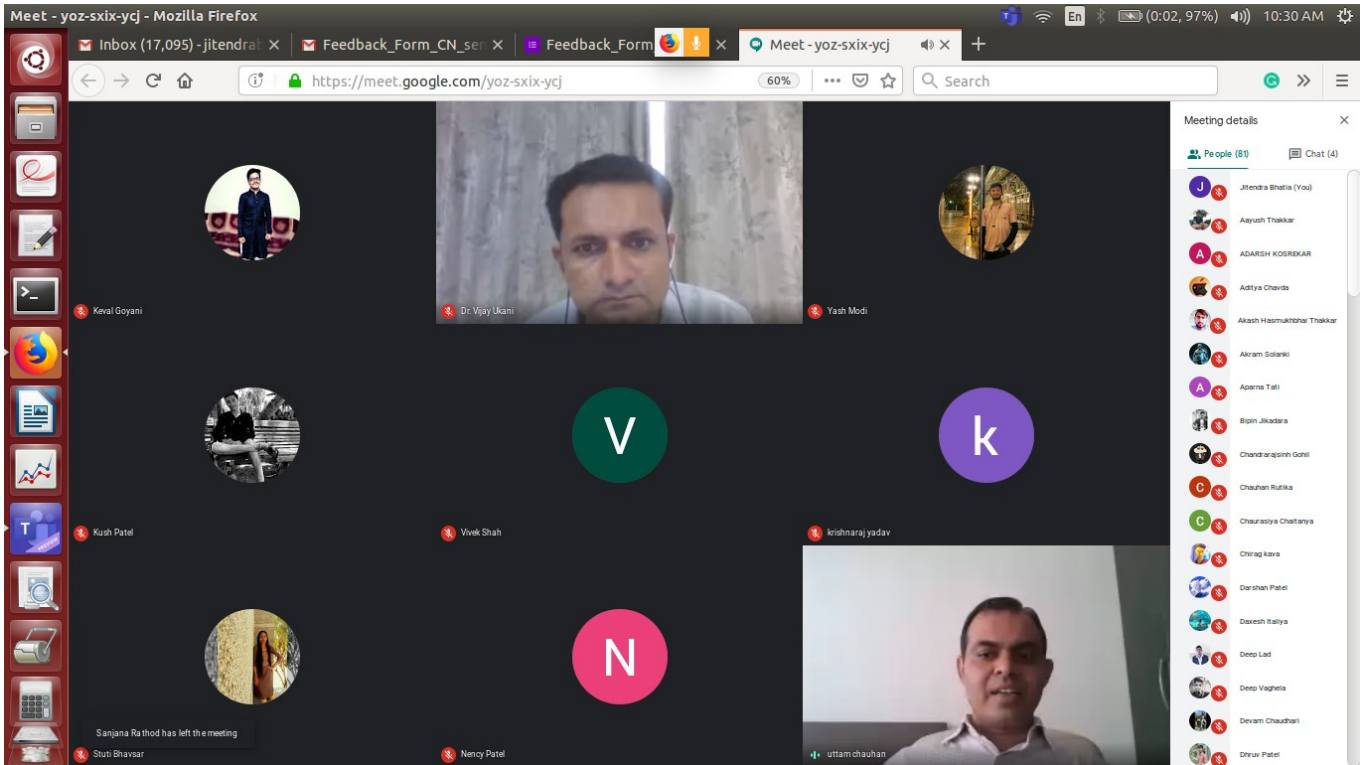 Meet - yoz-sxix-ycj - Mozilla Firefox
En (0:02, 97%) 10:30 AM
Inbox (17,095) - jitendrab
Feedback_Form_CN_sem
Feedback_Form
Meet - yoz-sxix-ycj
https://meet.google.com/yoz-sxix-ycj
60%
Search
Keval Goyani
Dr. Vijay Ukani
Yash Modi
Kush Patel
V
Vivek Shah
k
krishnaraj yadav
Sanjana Rathod has left the meeting
Stuti Bhavsar
N
Nency Patel
uttam chauhan
Meeting details
People (81)
Chat (4)
J
Jitendra Bhatia (You)
Aayush Thakkar
A
ADARSH KOSREKAR
Aditya Chavda
Akash Hasmukhbhai Thakkar
Akram Solanki
A
Aparna Tati
Bipin Jikadara
Chandrarajsinh Gohil
C
Chauhan Rutika
C
Chaurasiya Chaitanya
Chirag kava
Darshan Patel
Daxesh Italiya
Deep Lad
Deep Vaghela
Devam Chaudhari
Dhruv Patel